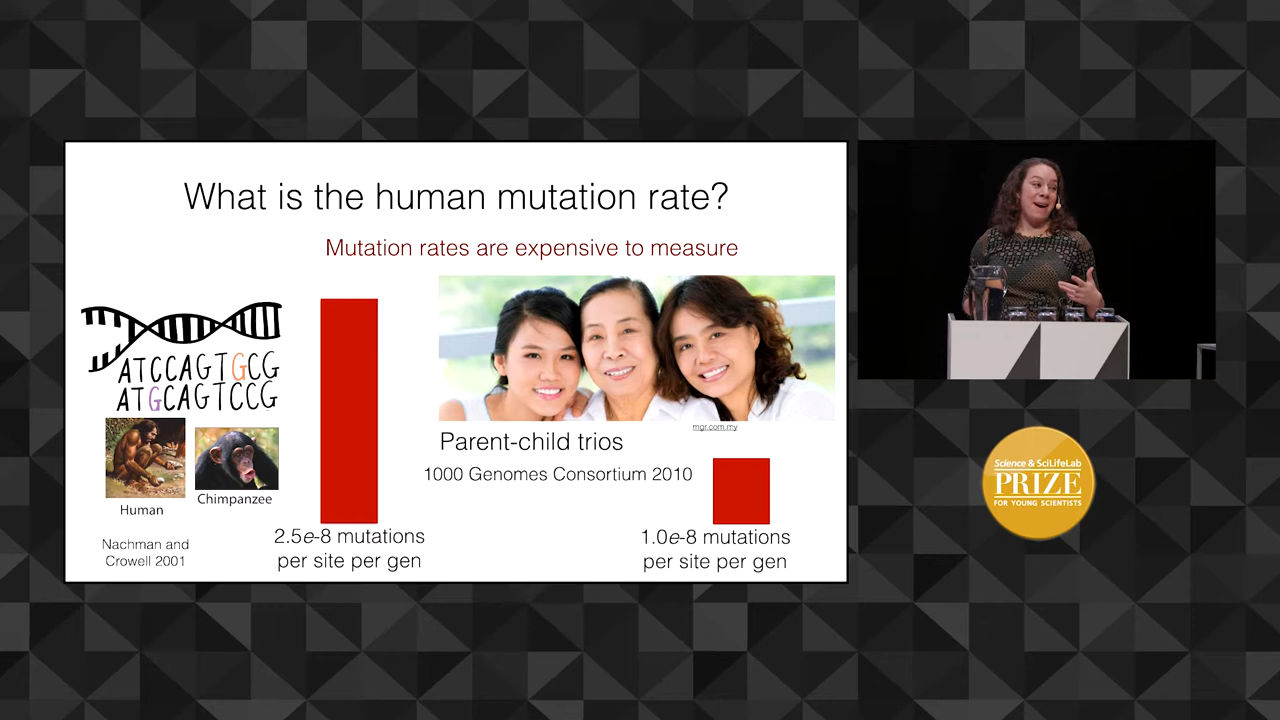 What is the human mutation rate?
Mutation rates are expensive to measure
ATCCAGTGCG
ATGCAGTCCG
Human
Chimpanzee
Nachman and
Crowell 2001
2.5e-8 mutations
per site per gen
mgr.com.my
Parent-child trios
1000 Genomes Consortium 2010
1.0e-8 mutations
per site per gen
Science & SciLifeLab
PRIZE
FOR YOUNG SCIENTISTS